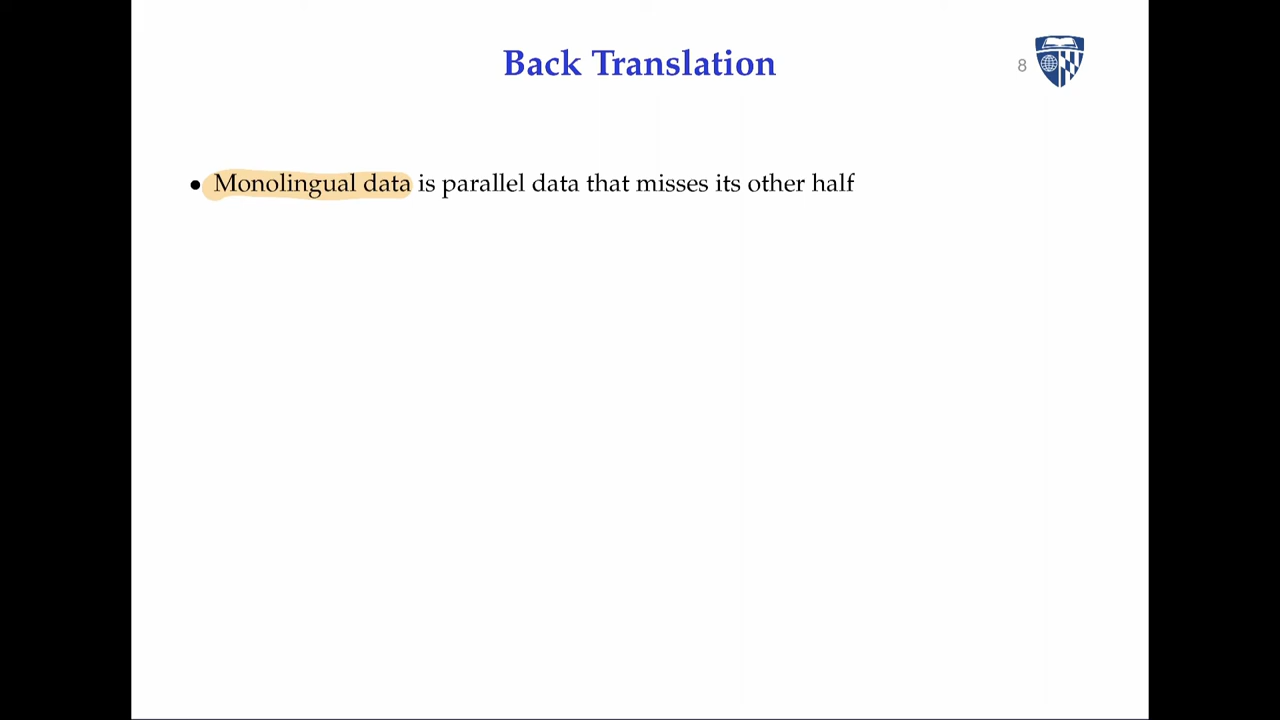 Back Translation
8
• Monolingual data is parallel data that misses its other half